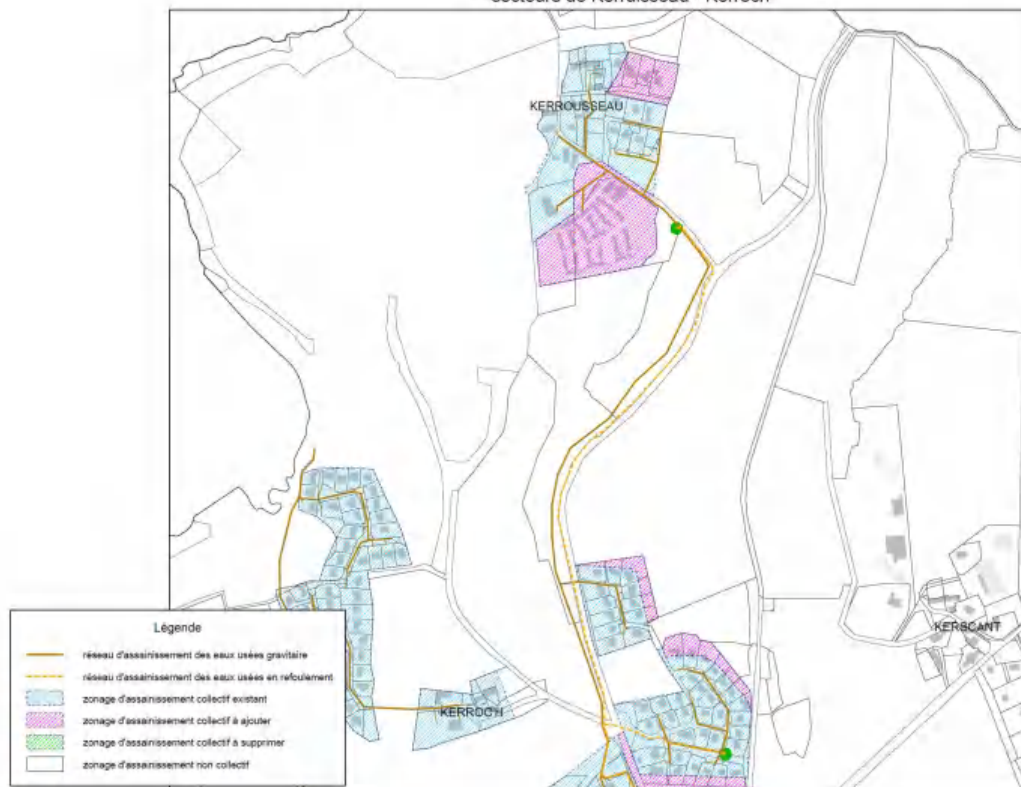 secteurs de Kerruisseau - Kerroch
KERROUSSEAU
KERSCANT
KERROCH
Légende
réseau d'assainissement des eaux usées gravitaire
réseau d'assainissement des eaux usées en refoulement
zonage d'assainissement collectif existant
zonage d'assainissement collectif à ajouter
zonage d'assainissement collectif à supprimer
zonage d'assainissement non collectif